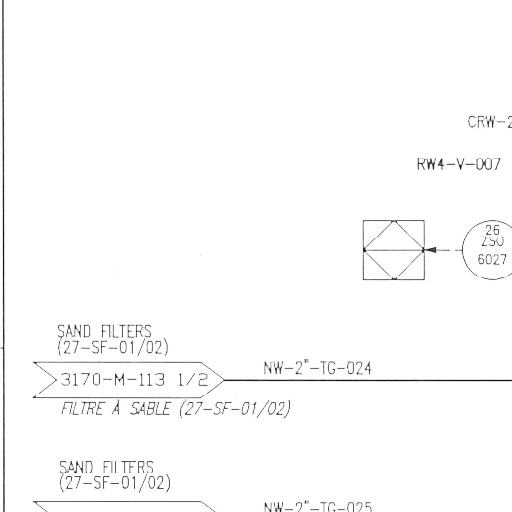 CRW-2
RW4-V-007
26
ZSO
6027
SAND FILTERS
(27-SF-01/02)
3170-M-113 1/2
NW-2"-TG-024
FILTRE À SABLE (27-SF-01/02)
SAND FILTERS
(27-SF-01/02)
NW-2"-TG-025